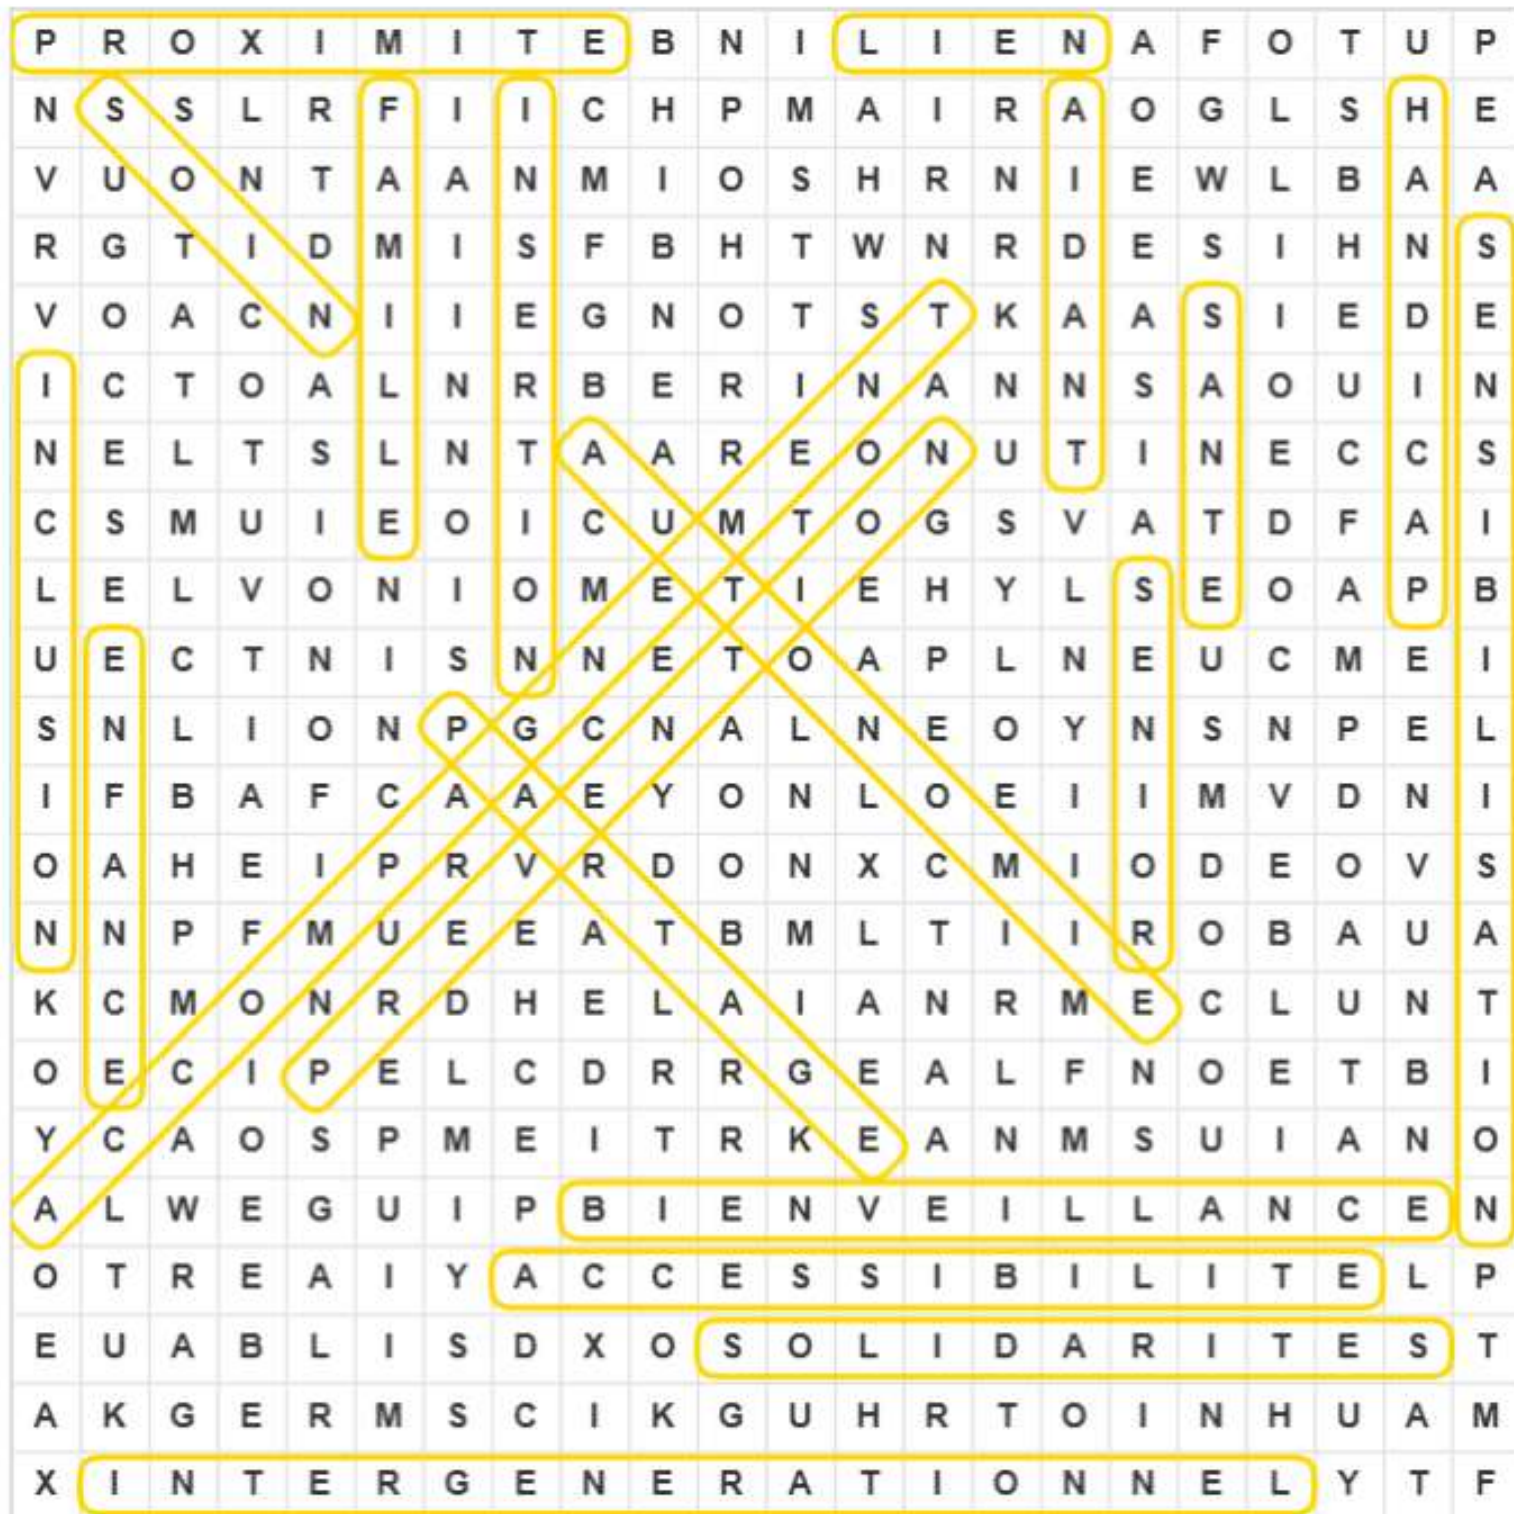 P R O X I M I T E B N I L I E N A F O T U P
N S S L R F I I C H P M A I R A O G L S H E
V U O N T A A N M I O S H R N I E W L B A A
R G T I D M I S F B H T W N R D E S I H N S
V O A C N I I E G N O T S T K A A S I E D E
I C T O A L N R B E R I N A N N S A O U I N
N E L T S L N T A A R E O N U T I N E C C S
C S M U I E O I C U M T O G S V A T D F A I
L E L V O N I O M E T I E H Y L S E O A P B
U E C T N I S N N E T O A P L N E U C M E I
S N L I O N P G C N A L N E O Y N S N P E L
I F B A F C A A E Y O N L O E I I M V D N I
O A H E I P R V R D O N X C M I O D E O V S
N N P F M U E E A T B M L T I I R O B A U A
K C M O N R D H E L A I A N R M E C L U N T
O E C I P E L C D R R G E A L F N O E T B I
Y C A O S P M E I T R K E A N M S U I A N O
A L W E G U I P B I E N V E I L L A N C E N
O T R E A I Y A C C E S S I B I L I T E L P
E U A B L I S D X O S O L I D A R I T E S T
A K G E R M S C I K G U H R T O I N H U A M
X I N T E R G E N E R A T I O N N E L Y T F